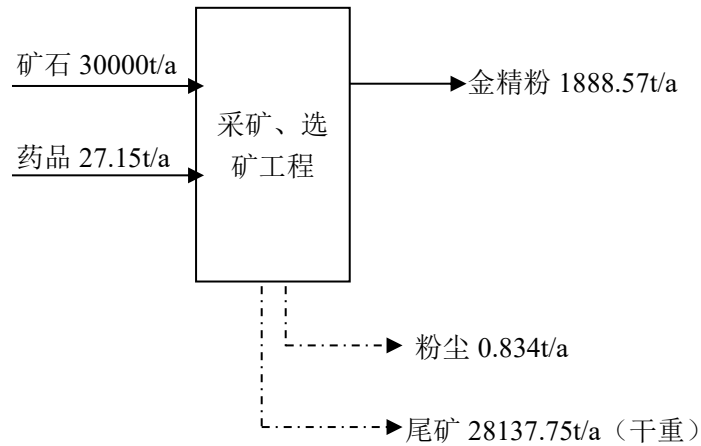 矿石 30000t/a
金精粉 1888.57t/a
采矿、选
矿工程
药品 27.15t/a
粉尘 0.834t/a
尾矿 28137.75t/a（干重）